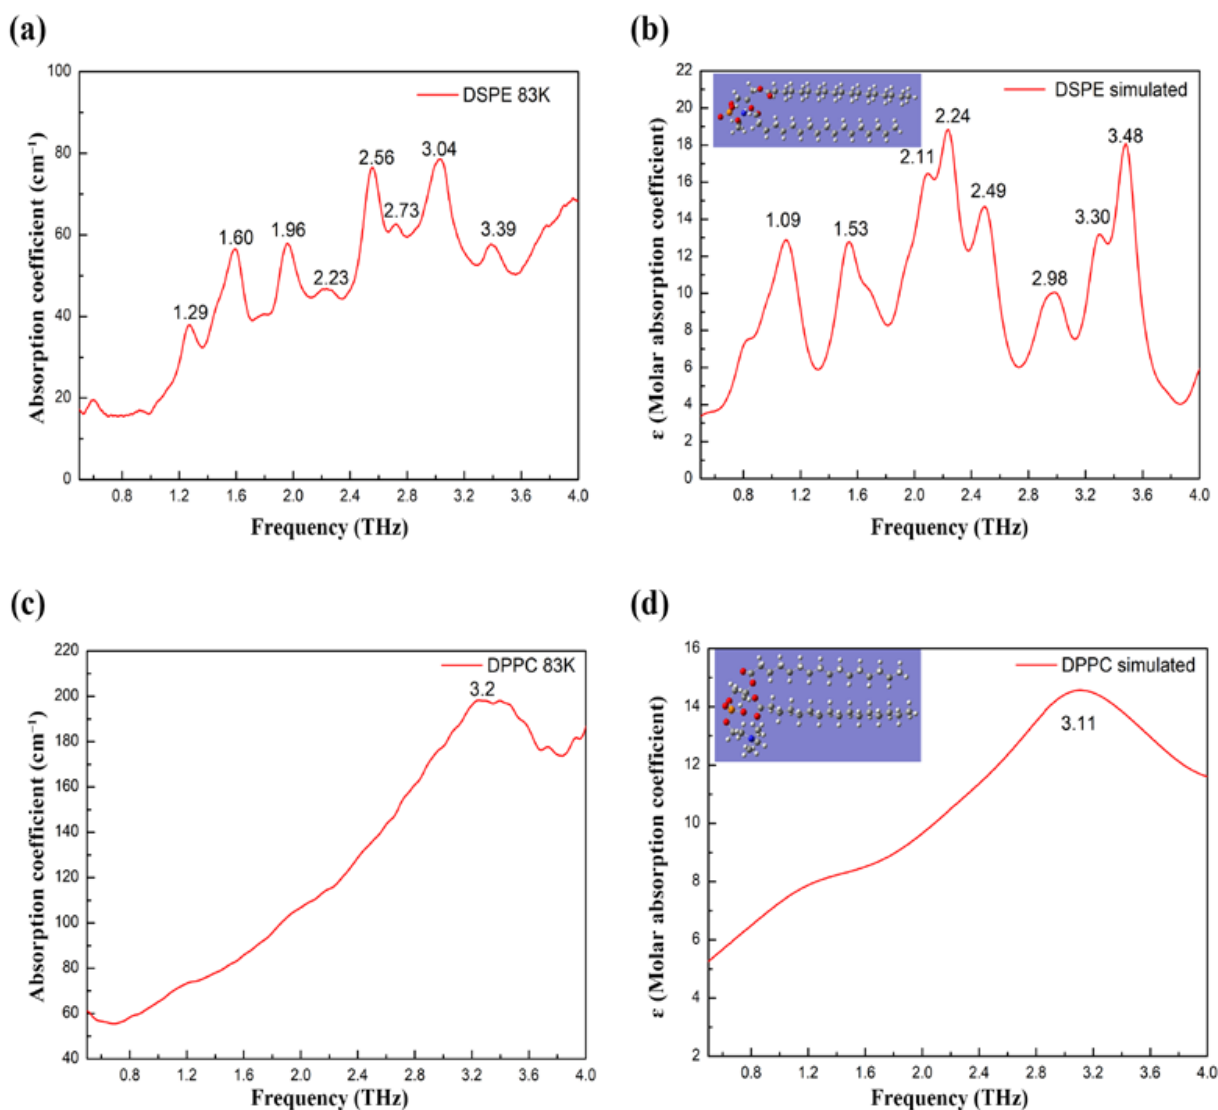 (a)
(b)
Absorption coefficient (cm⁻¹)
100
80
60
40
20
0
DSPE 83K
1.29
1.60
1.96
2.23
2.56
2.73
3.04
3.39
0.8 1.2 1.6 2.0 2.4 2.8 3.2 3.6 4.0
Frequency (THz)
ε (Molar absorption coefficient)
22
20
18
16
14
12
10
8
6
4
2
0
DSPE simulated
1.09
1.53
2.11
2.24
2.49
2.98
3.30
3.48
0.8 1.2 1.6 2.0 2.4 2.8 3.2 3.6 4.0
Frequency (THz)
(c)
(d)
Absorption coefficient (cm⁻¹)
220
200
180
160
140
120
100
80
60
40
DPPC 83K
3.2
0.8 1.2 1.6 2.0 2.4 2.8 3.2 3.6 4.0
Frequency (THz)
ε (Molar absorption coefficient)
16
14
12
10
8
6
4
2
DPPC simulated
3.11
0.8 1.2 1.6 2.0 2.4 2.8 3.2 3.6 4.0
Frequency (THz)